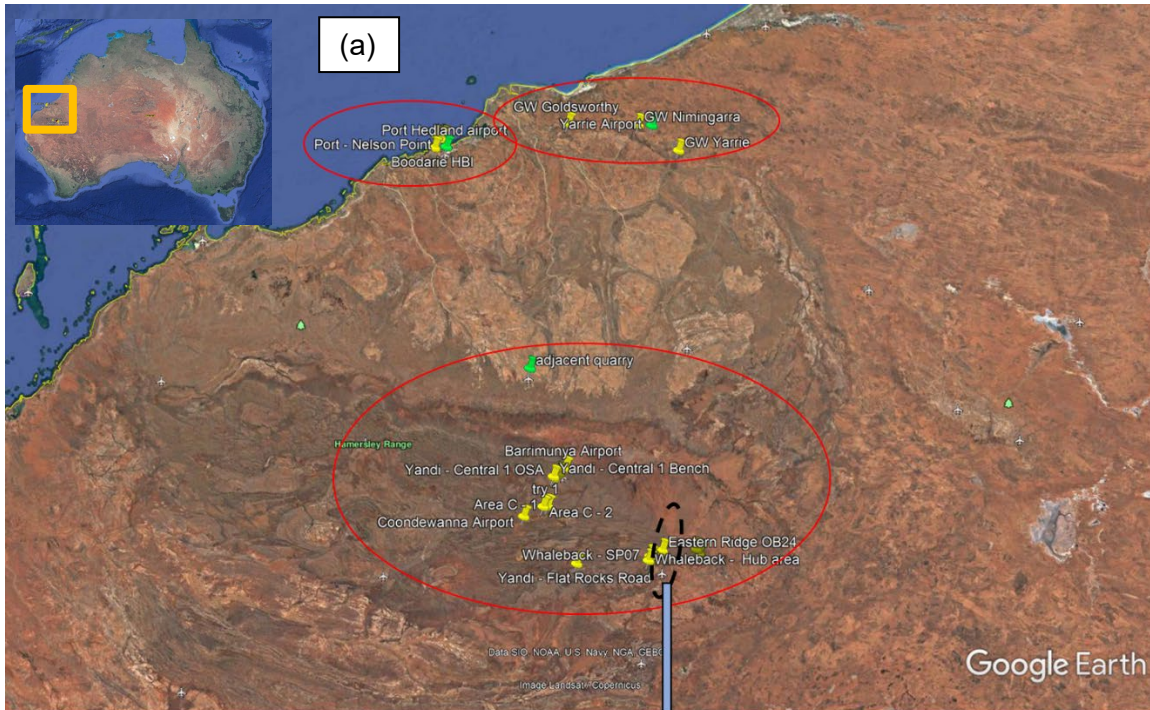 (a)
GW Goldsworthy
GW Nimingarra
Yarrie Airport
Port Hedland airport
Port - Nelson Point
GW Yarrie
Boodarie HBI
adjacent quarry
Hamersley Range
Barrimunya Airport
Yandi - Central 1 OSA
Yandi - Central 1 Bench
try 1
Area C - 1
Area C - 2
Coondewanna Airport
Eastern Ridge OB24
Whaleback - SP07
Whaleback - Hub area
Yandi - Flat Rocks Road
Data SIO, NOAA, U.S. Navy, NGA, GEBC
Google Earth
Image Landsat / Copernicus